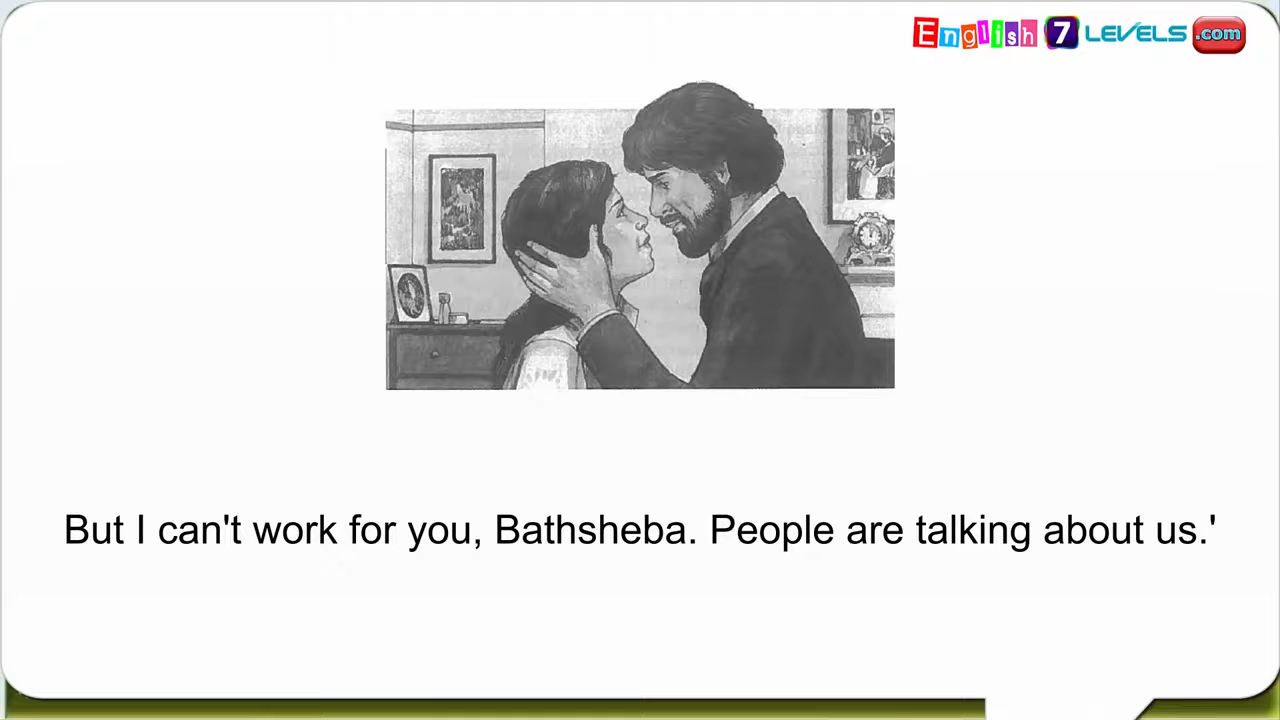 English 7 LEVELS .com
But I can't work for you, Bathsheba. People are talking about us.'